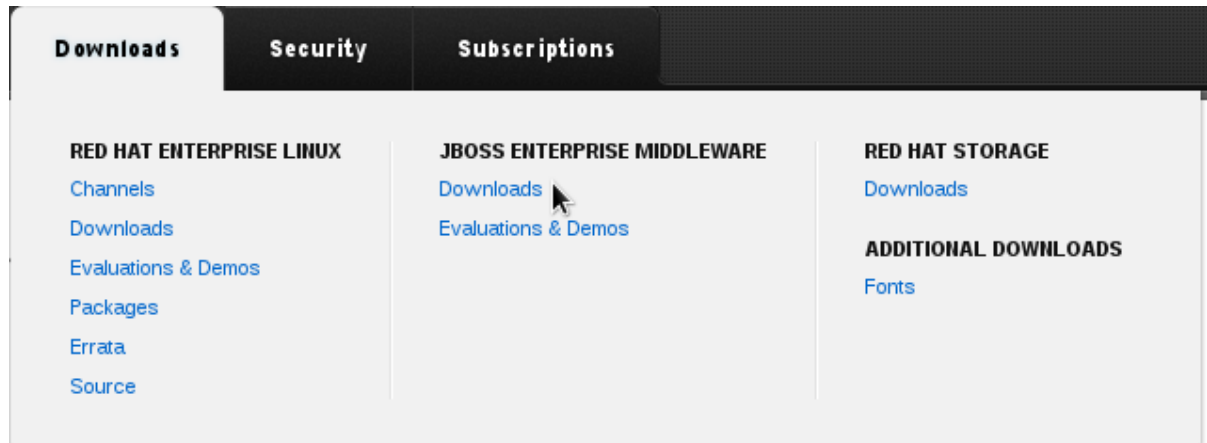 Downloads Security Subscriptions
RED HAT ENTERPRISE LINUX
Channels
Downloads
Evaluations & Demos
Packages
Errata
Source
JBOSS ENTERPRISE MIDDLEWARE
Downloads
Evaluations & Demos
RED HAT STORAGE
Downloads
ADDITIONAL DOWNLOADS
Fonts